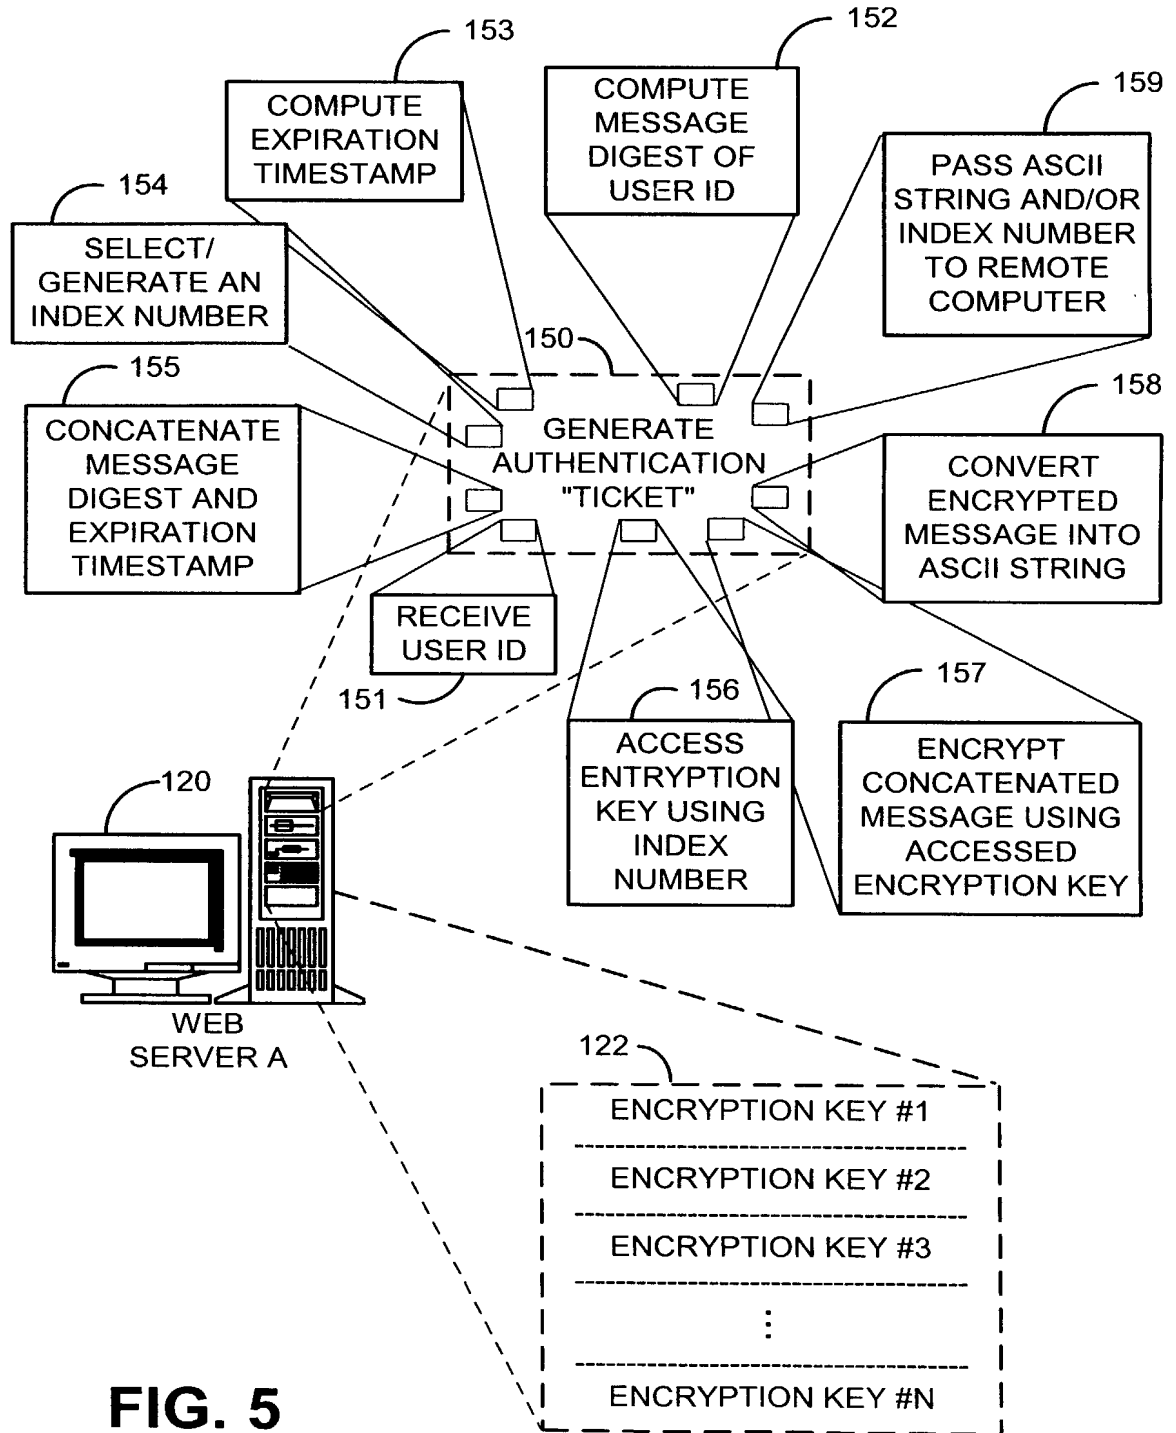 153
COMPUTE
EXPIRATION
TIMESTAMP
152
COMPUTE
MESSAGE
DIGEST OF
USER ID
159
PASS ASCII
STRING AND/OR
INDEX NUMBER
TO REMOTE
COMPUTER
154
SELECT/
GENERATE AN
INDEX NUMBER
150
GENERATE
AUTHENTICATION
"TICKET"
155
CONCATENATE
MESSAGE
DIGEST AND
EXPIRATION
TIMESTAMP
158
CONVERT
ENCRYPTED
MESSAGE INTO
ASCII STRING
RECEIVE
USER ID
151
156
ACCESS
ENTRYPTION
KEY USING
INDEX
NUMBER
157
ENCRYPT
CONCATENATED
MESSAGE USING
ACCESSED
ENCRYPTION KEY
120
WEB
SERVER A
122
ENCRYPTION KEY #1
ENCRYPTION KEY #2
ENCRYPTION KEY #3
⋮
ENCRYPTION KEY #N
FIG. 5